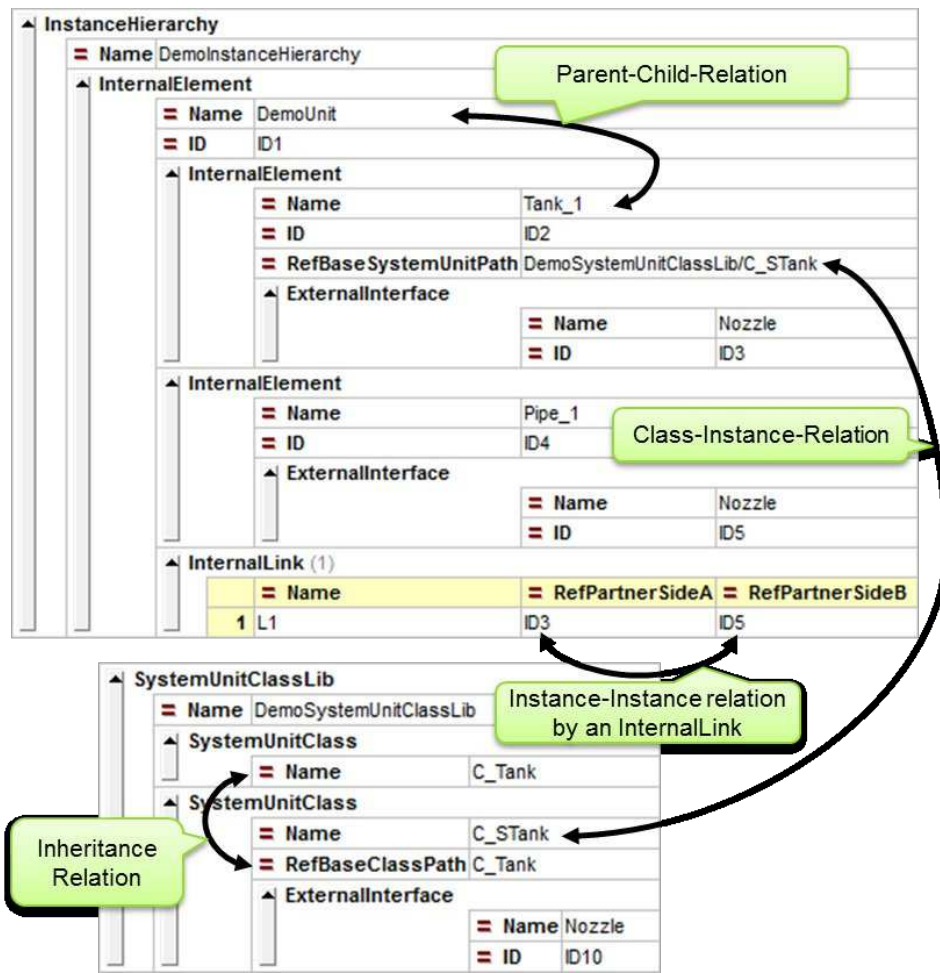 InstanceHierarchy
= Name DemoInstanceHierarchy
InternalElement
Parent-Child-Relation
= Name DemoUnit
= ID ID1
InternalElement
= Name Tank_1
= ID ID2
= RefBaseSystemUnitPath DemoSystemUnitClassLib/C_STank
ExternalInterface
= Name Nozzle
= ID ID3
InternalElement
= Name Pipe_1
= ID ID4
Class-Instance-Relation
ExternalInterface
= Name Nozzle
= ID ID5
InternalLink (1)
= Name = RefPartnerSideA = RefPartnerSideB
1 L1 ID3 ID5
Instance-Instance relation
by an InternalLink
SystemUnitClassLib
= Name DemoSystemUnitClassLib
SystemUnitClass
= Name C_Tank
SystemUnitClass
= Name C_STank
= RefBaseClassPath C_Tank
Inheritance
Relation
ExternalInterface
= Name Nozzle
= ID ID10